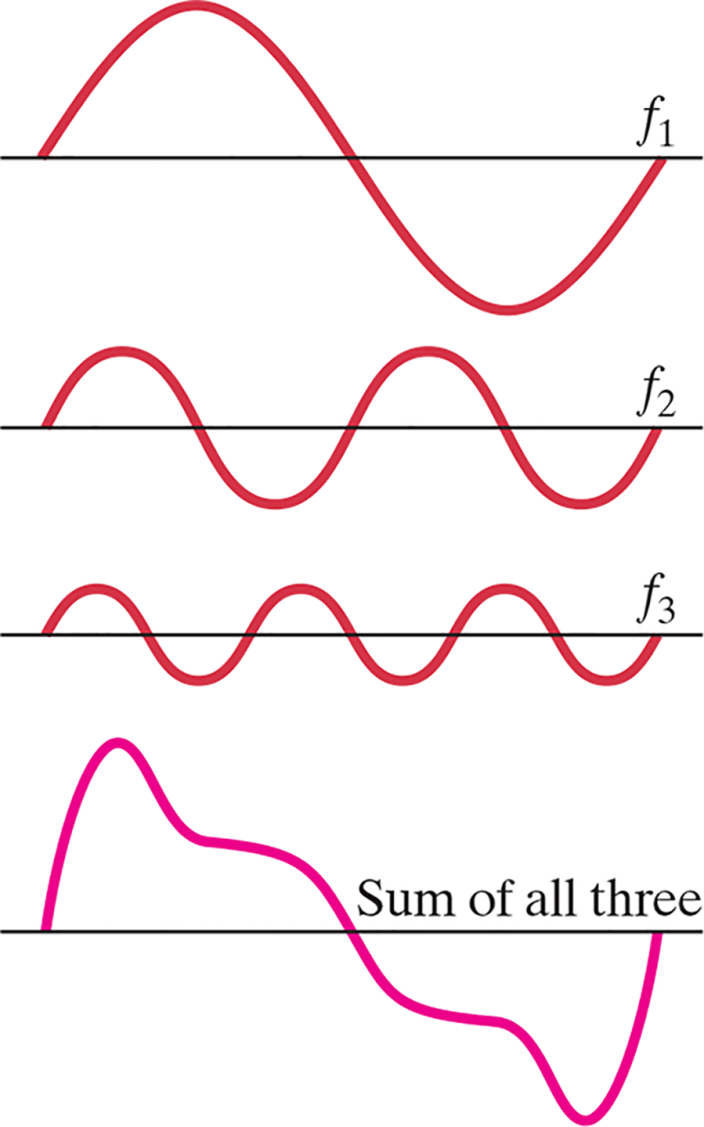 f₁
f₂
f₃
Sum of all three